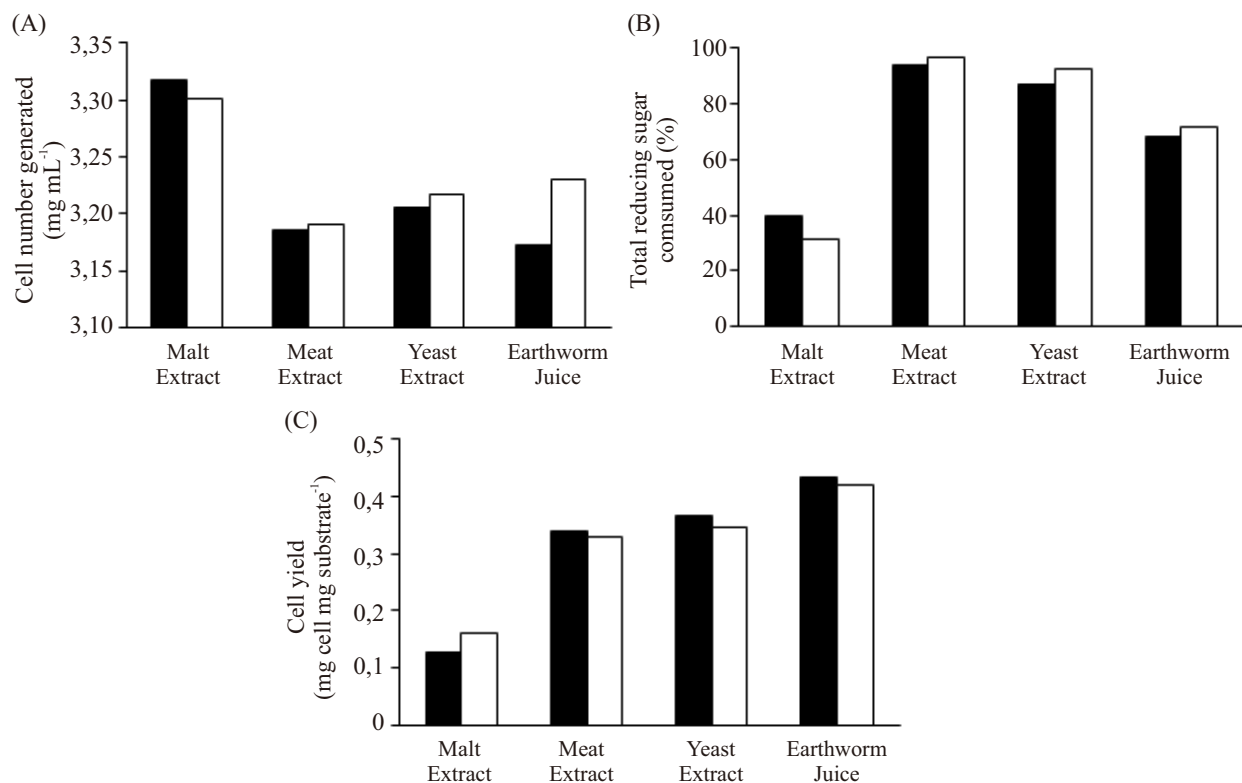 (A)
Cell number generated
(mg mL-1)
3,35
3,30
3,25
3,20
3,15
3,10
Malt
Extract
Meat
Extract
Yeast
Extract
Earthworm
Juice
(B)
Total reducing sugar
comsumed (%)
100
80
60
40
20
0
Malt
Extract
Meat
Extract
Yeast
Extract
Earthworm
Juice
(C)
Cell yield
(mg cell mg substrate-1)
0,5
0,4
0,3
0,2
0,1
0
Malt
Extract
Meat
Extract
Yeast
Extract
Earthworm
Juice